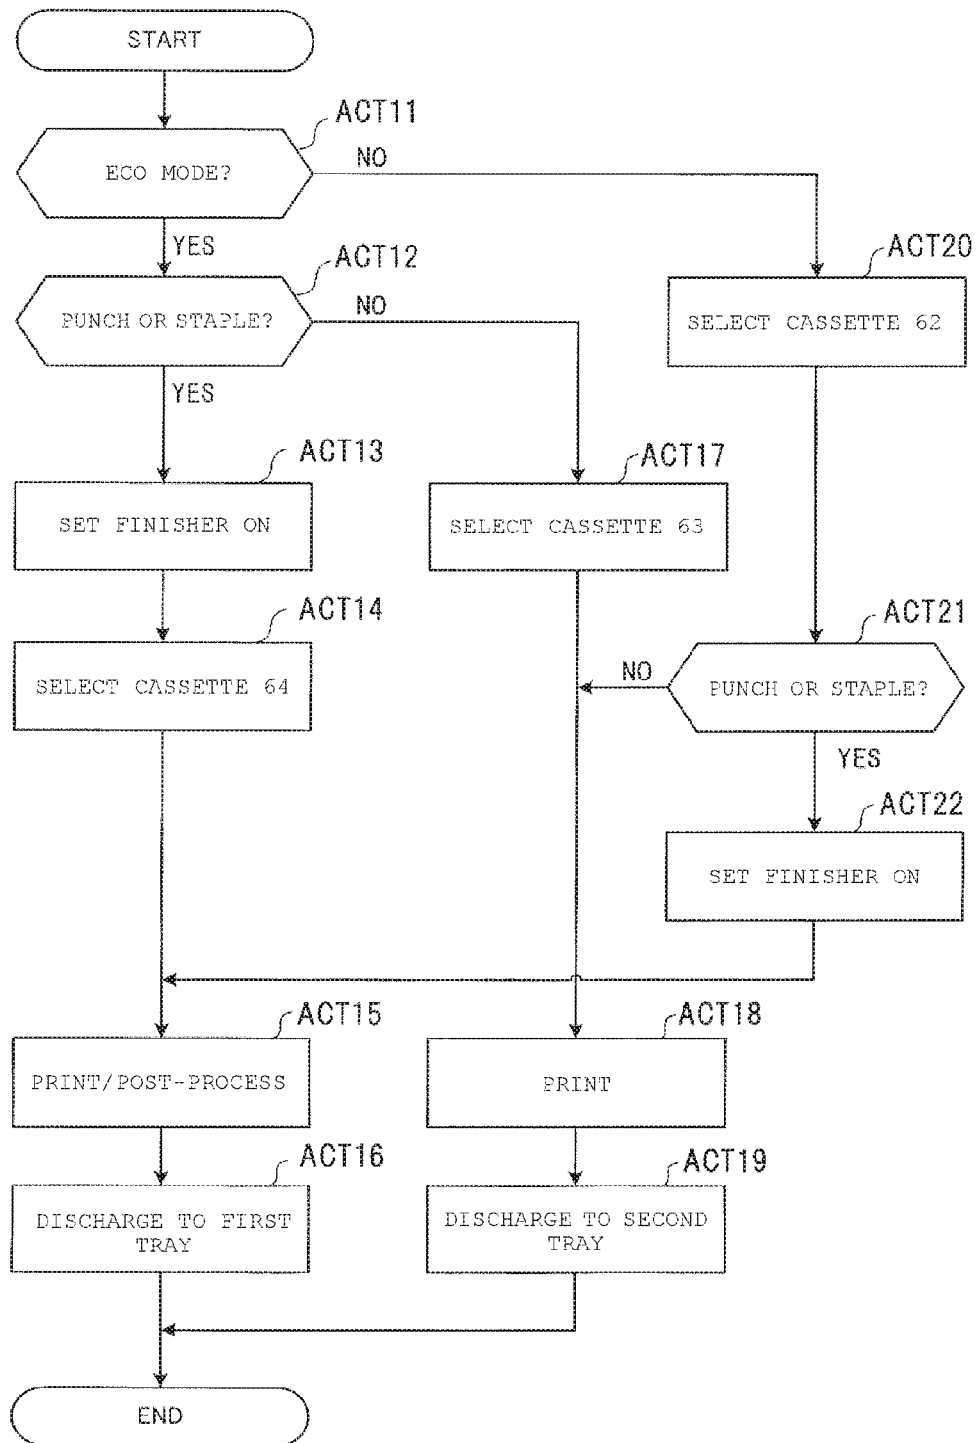 START
ACT11
ECO MODE?
NO
YES
ACT12
PUNCH OR STAPLE?
NO
YES
ACT20
SELECT CASSETTE 62
ACT13
SET FINISHER ON
ACT17
SELECT CASSETTE 63
ACT14
SELECT CASSETTE 64
ACT21
PUNCH OR STAPLE?
NO
YES
ACT22
SET FINISHER ON
ACT15
PRINT/POST-PROCESS
ACT18
PRINT
ACT16
DISCHARGE TO FIRST
TRAY
ACT19
DISCHARGE TO SECOND
TRAY
END